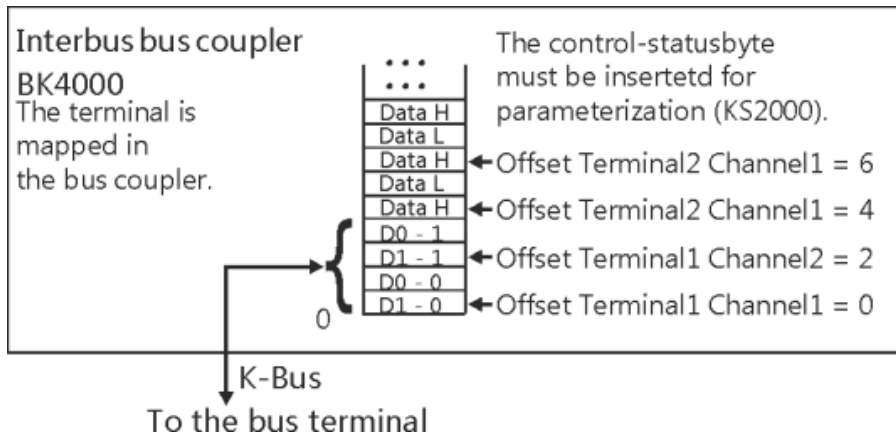 Interbus bus coupler
BK4000
The terminal is
mapped in
the bus coupler.
The control-statusbyte
must be insertetd for
parameterization (KS2000).
Data H
Data L
Data H
Data L
Data H
D0 - 1
D1 - 1
D0 - 0
D1 - 0
0
Offset Terminal2 Channel1 = 6
Offset Terminal2 Channel1 = 4
Offset Terminal1 Channel2 = 2
Offset Terminal1 Channel1 = 0
K-Bus
To the bus terminal